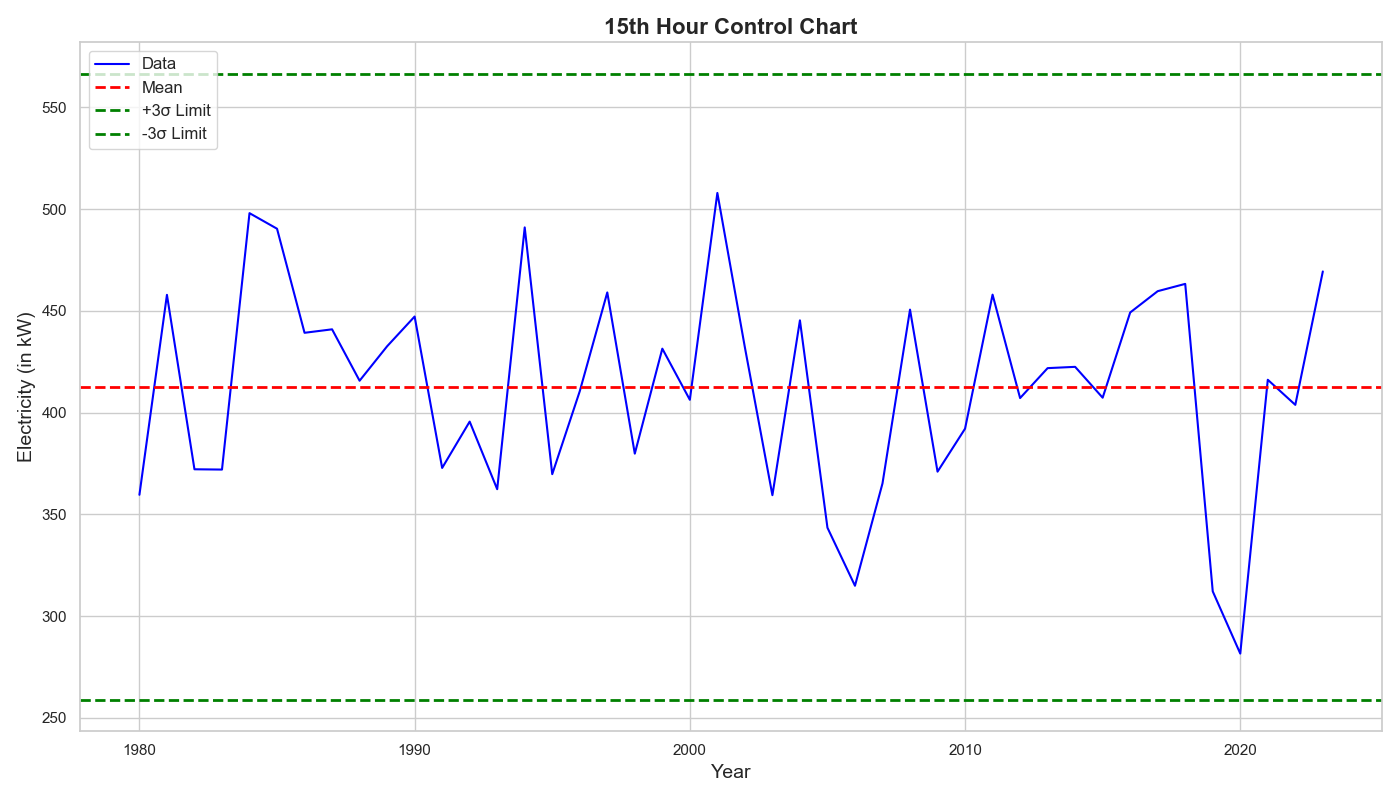 15th Hour Control Chart
Data
Mean
+3σ Limit
-3σ Limit
Electricity (in kW)
550
500
450
400
350
300
250
1980
1990
2000
2010
2020
Year